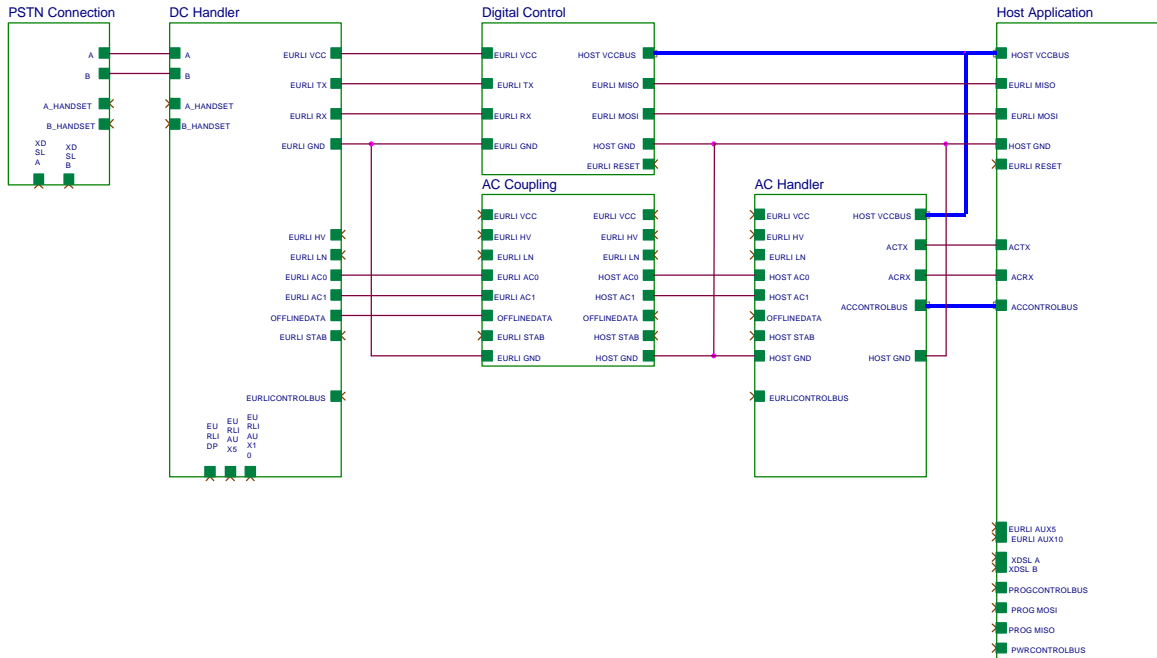 PSTN Connection
A
B
A_HANDSET
B_HANDSET
XD
SL
A
XD
SL
B
DC Handler
A
B
A_HANDSET
B_HANDSET
EURLI VCC
EURLI TX
EURLI RX
EURLI GND
EURLI HV
EURLI LN
EURLI AC0
EURLI AC1
OFFLINEDATA
EURLI STAB
EURLICONTROLBUS
EU
RLI
DP
EU
RLI
AU
X5
EU
RLI
AU
X1
0
Digital Control
EURLI VCC
EURLI TX
EURLI RX
EURLI GND
HOST VCCBUS
EURLI MISO
EURLI MOSI
HOST GND
EURLI RESET
AC Coupling
EURLI VCC
EURLI HV
EURLI LN
EURLI AC0
EURLI AC1
OFFLINEDATA
EURLI STAB
EURLI GND
EURLI VCC
EURLI HV
EURLI LN
HOST AC0
HOST AC1
OFFLINEDATA
HOST STAB
HOST GND
AC Handler
EURLI VCC
EURLI HV
EURLI LN
HOST AC0
HOST AC1
OFFLINEDATA
HOST STAB
HOST GND
EURLICONTROLBUS
HOST VCCBUS
ACTX
ACRX
ACCONTROLBUS
HOST GND
Host Application
HOST VCCBUS
EURLI MISO
EURLI MOSI
HOST GND
EURLI RESET
ACTX
ACRX
ACCONTROLBUS
EURLI AUX5
EURLI AUX10
XDSL A
XDSL B
PROGCONTROLBUS
PROG MOSI
PROG MISO
PWRCONTROLBUS